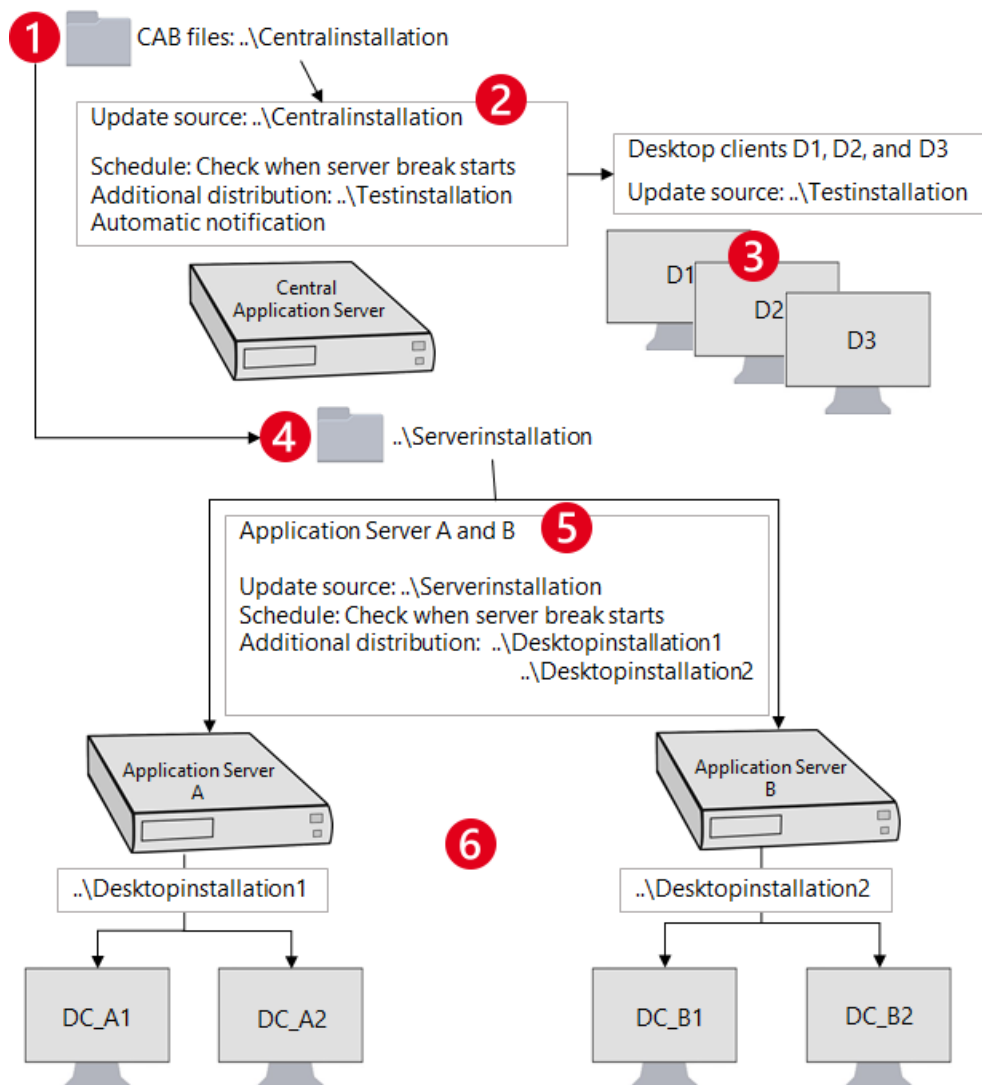 1
CAB files: ..\Centralinstallation
2
Update source: ..\Centralinstallation
Schedule: Check when server break starts
Additional distribution: ..\Testinstallation
Automatic notification
Desktop clients D1, D2, and D3
Update source: ..\Testinstallation
Central
Application Server
3
D1
D2
D3
4
..\Serverinstallation
5
Application Server A and B
Update source: ..\Serverinstallation
Schedule: Check when server break starts
Additional distribution: ..\Desktopinstallation1
..\Desktopinstallation2
Application Server
A
Application Server
B
6
..\Desktopinstallation1
..\Desktopinstallation2
DC_A1
DC_A2
DC_B1
DC_B2